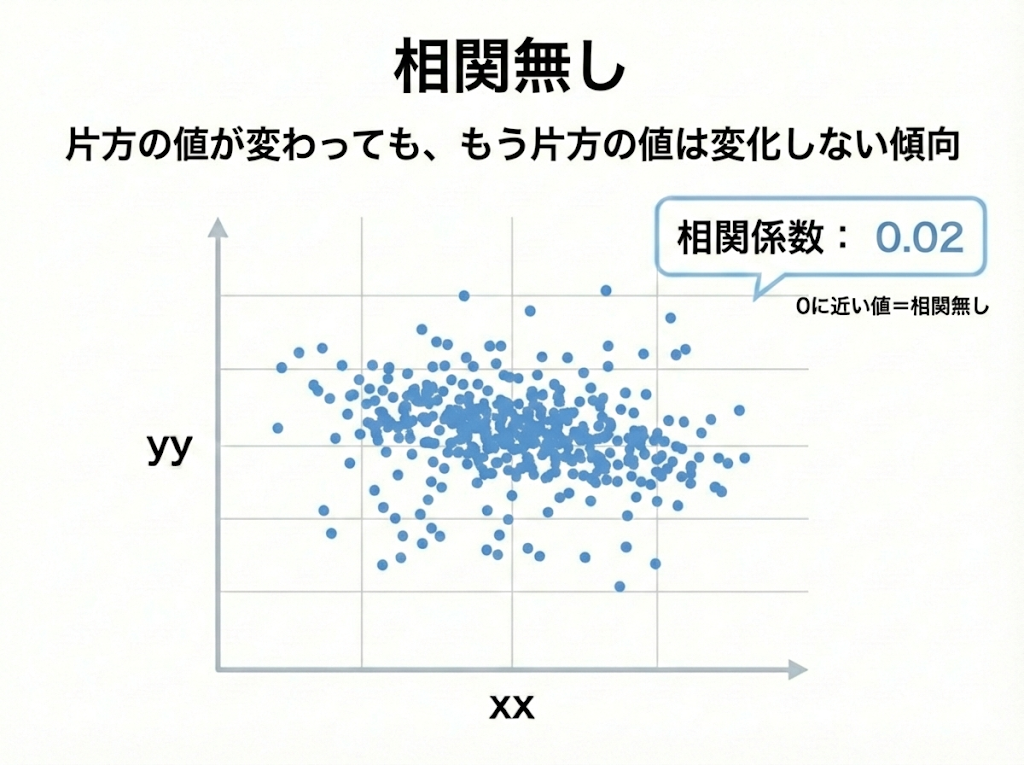 相関無し
片方の値が変わっても、もう片方の値は変化しない傾向
相関係数： 0.02
0に近い値＝相関無し
yy
xx